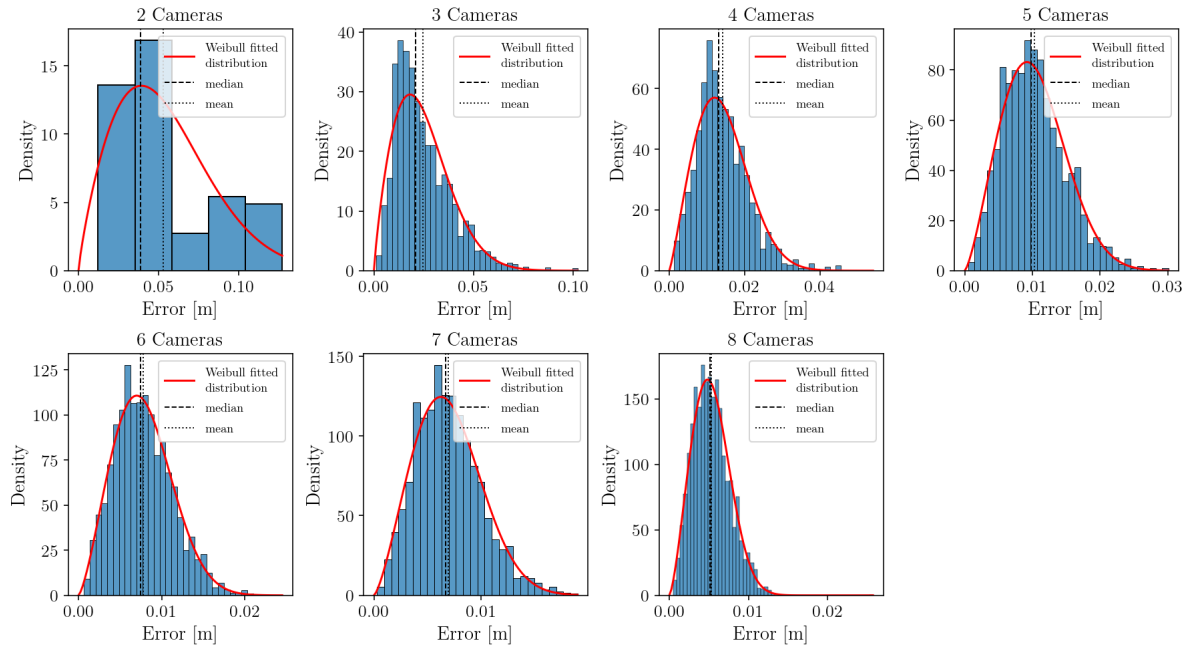 2 Cameras
Weibull fitted
distribution
median
mean
15
10
5
0
Density
0.00
0.05
0.10
Error [m]
3 Cameras
Weibull fitted
distribution
median
mean
40
30
20
10
0
Density
0.00
0.05
0.10
Error [m]
4 Cameras
Weibull fitted
distribution
median
mean
60
40
20
0
Density
0.00
0.02
0.04
Error [m]
5 Cameras
Weibull fitted
distribution
median
mean
80
60
40
20
0
Density
0.00
0.01
0.02
0.03
Error [m]
6 Cameras
Weibull fitted
distribution
median
mean
125
100
75
50
25
0
Density
0.00
0.01
0.02
Error [m]
7 Cameras
Weibull fitted
distribution
median
mean
150
100
50
0
Density
0.00
0.01
Error [m]
8 Cameras
Weibull fitted
distribution
median
mean
150
100
50
0
Density
0.00
0.01
0.02
Error [m]